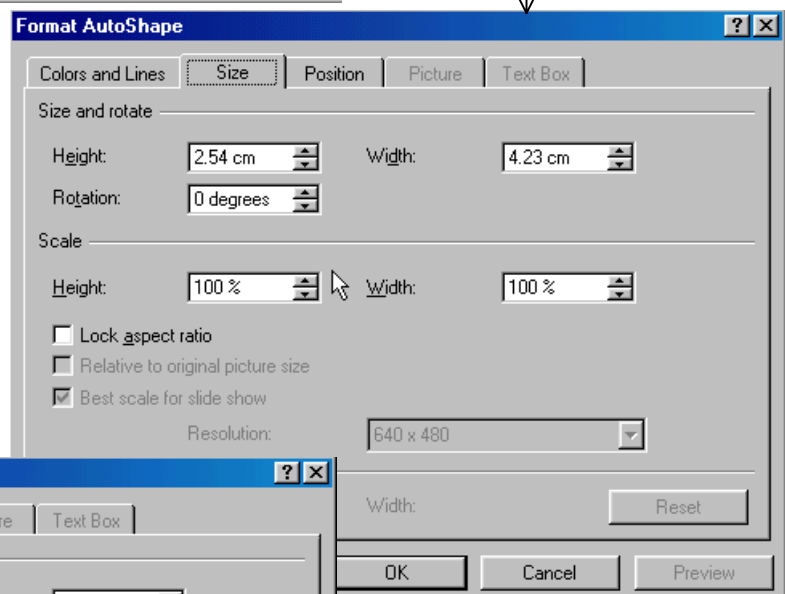 Format AutoShape
Colors and Lines Size Position Picture Text Box
Size and rotate
Height: 2.54 cm Width: 4.23 cm
Rotation: 0 degrees
Scale
Height: 100 % Width: 100 %
Lock aspect ratio
Relative to original picture size
Best scale for slide show
Resolution: 640 x 480
Width: Reset
re Text Box
OK Cancel Preview